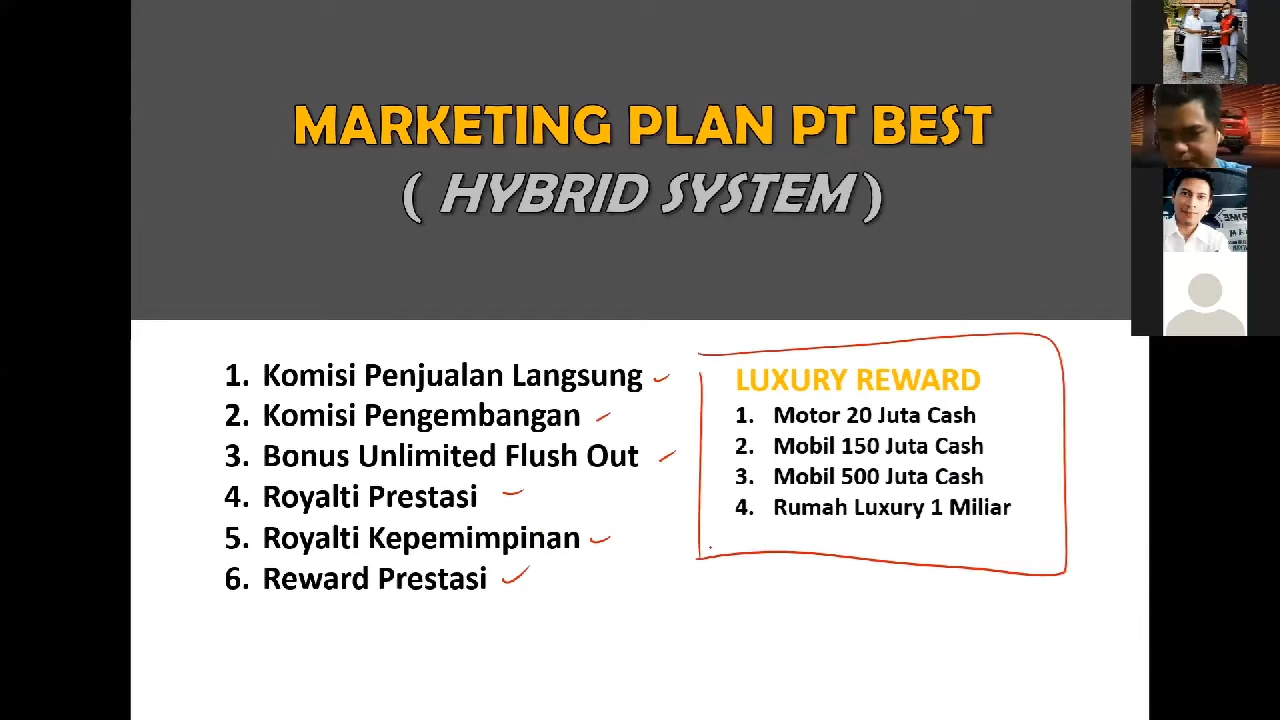 MARKETING PLAN PT BEST
( HYBRID SYSTEM )
1. Komisi Penjualan Langsung
2. Komisi Pengembangan
3. Bonus Unlimited Flush Out
4. Royalti Prestasi
5. Royalti Kepemimpinan
6. Reward Prestasi
LUXURY REWARD
1. Motor 20 Juta Cash
2. Mobil 150 Juta Cash
3. Mobil 500 Juta Cash
4. Rumah Luxury 1 Miliar